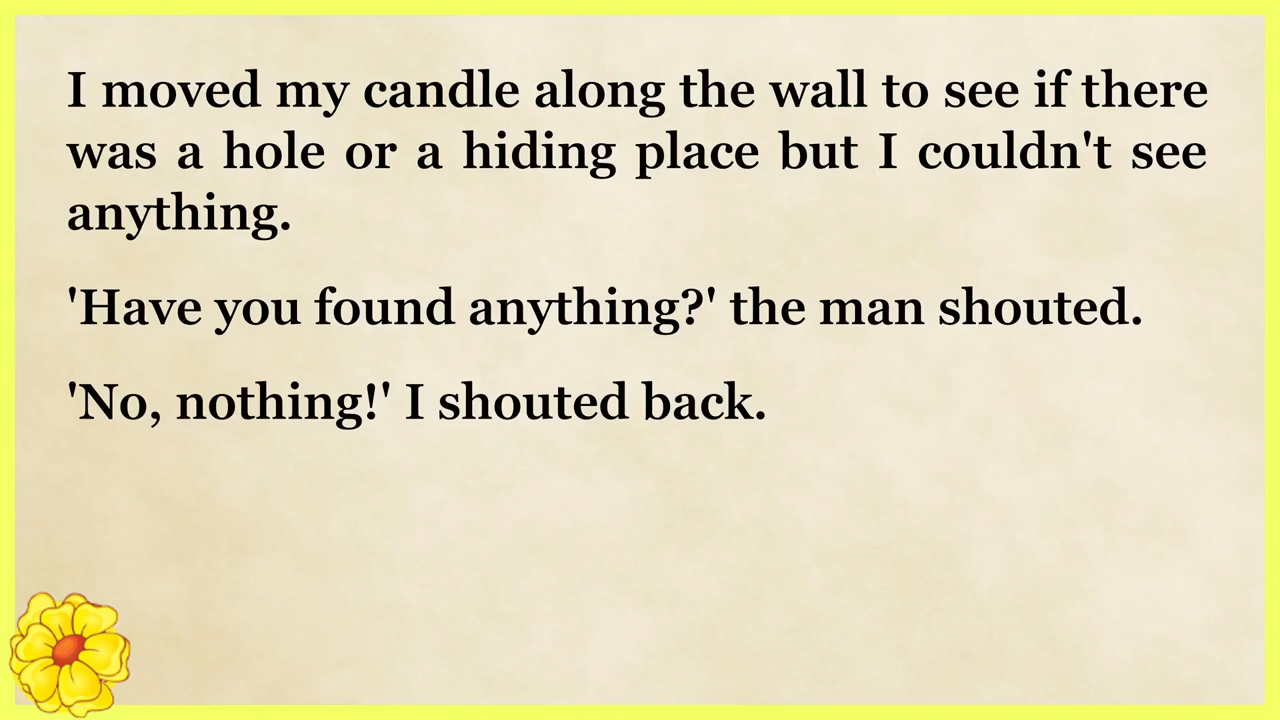 I moved my candle along the wall to see if there
was a hole or a hiding place but I couldn't see
anything.
'Have you found anything?' the man shouted.
'No, nothing!' I shouted back.